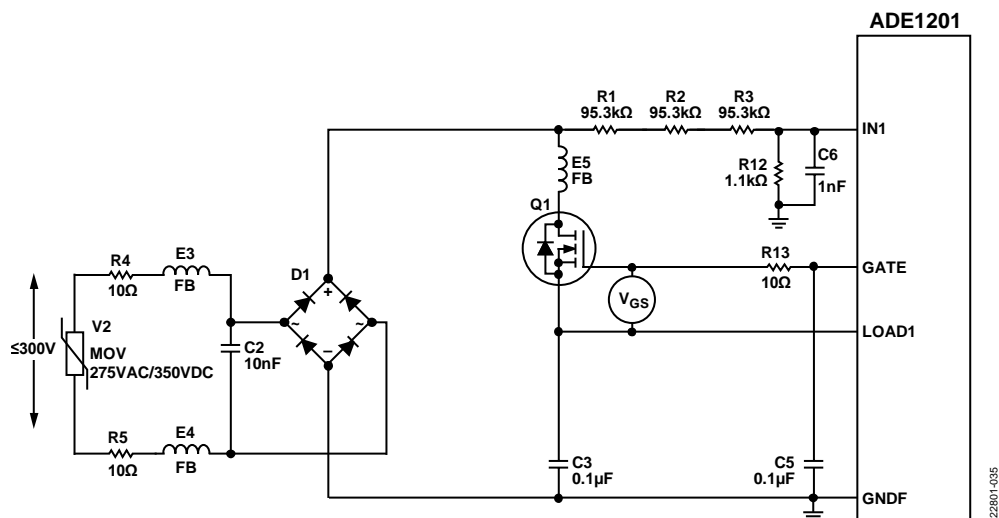 ADE1201
R1
95.3kΩ
R2
95.3kΩ
R3
95.3kΩ
IN1
E5
FB
R12
1.1kΩ
C6
1nF
Q1
R4
10Ω
E3
FB
D1
+
~
~
–
R13
10Ω
GATE
VGS
LOAD1
≤300V
V2
MOV
275VAC/350VDC
C2
10nF
R5
10Ω
E4
FB
C3
0.1µF
C5
0.1µF
GNDF
22801-035